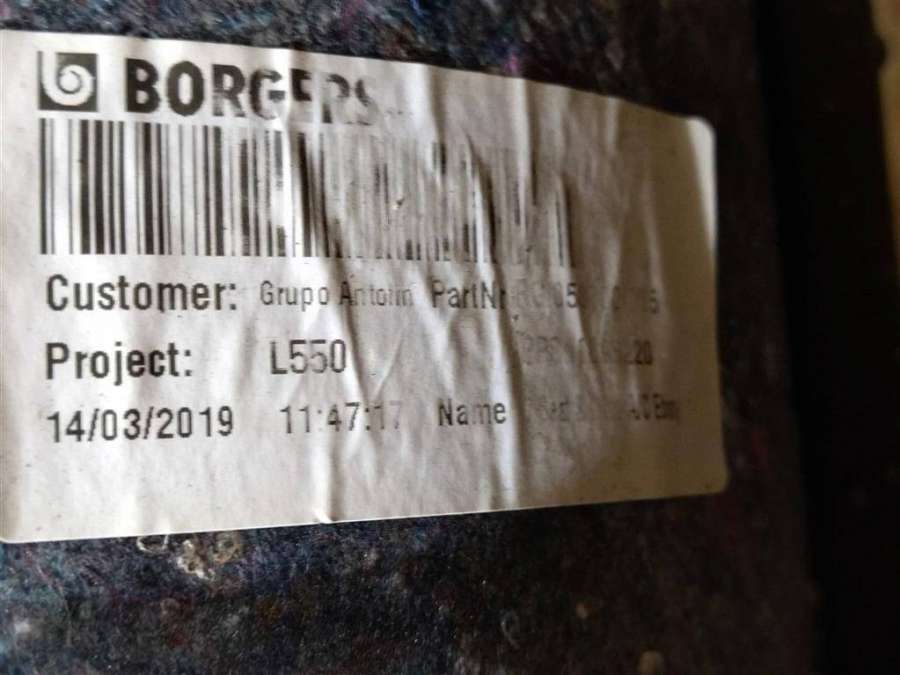 BORGERS
Customer: Grupo Antolin PartNr
Project: L550
14/03/2019 11:47:17 Name